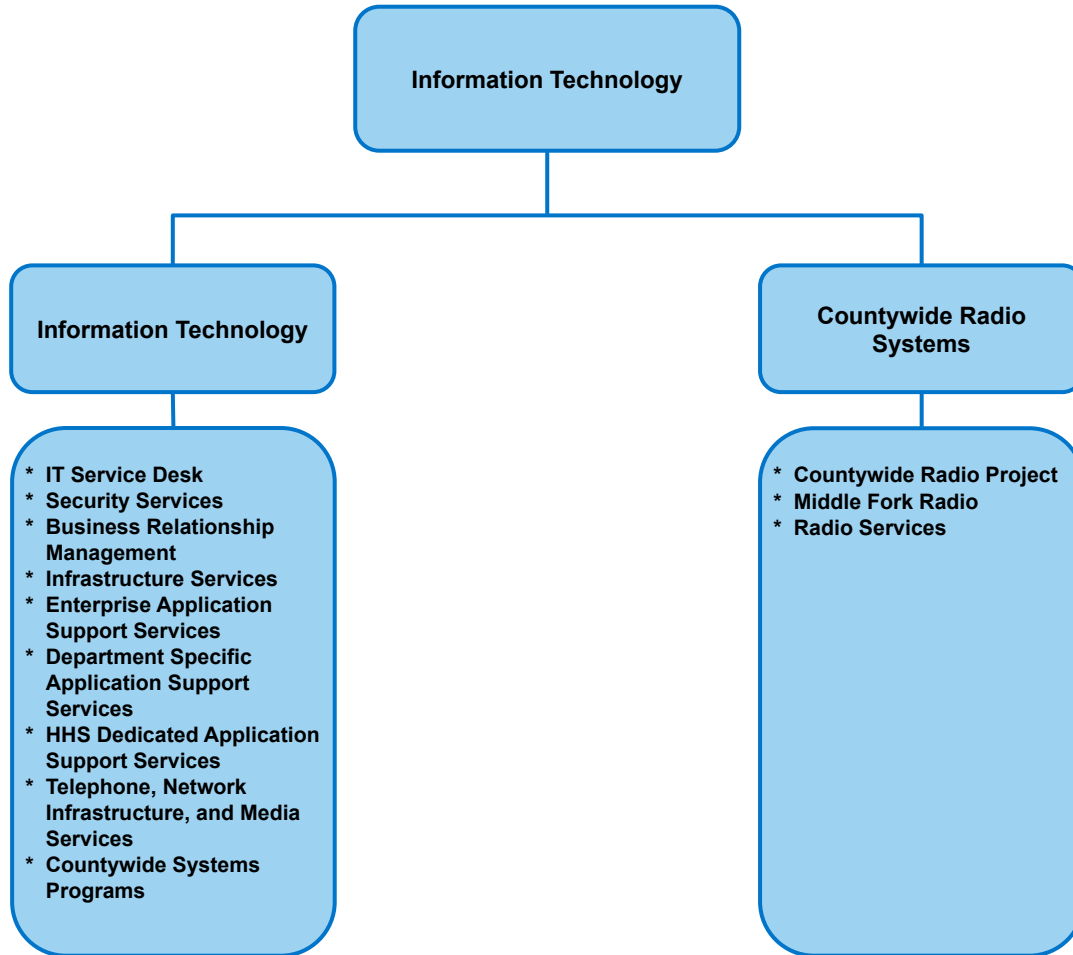 Information Technology
Information Technology
Countywide Radio
Systems
* IT Service Desk
* Security Services
* Business Relationship
Management
* Infrastructure Services
* Enterprise Application
Support Services
* Department Specific
Application Support
Services
* HHS Dedicated Application
Support Services
* Telephone, Network
Infrastructure, and Media
Services
* Countywide Systems
Programs
* Countywide Radio Project
* Middle Fork Radio
* Radio Services